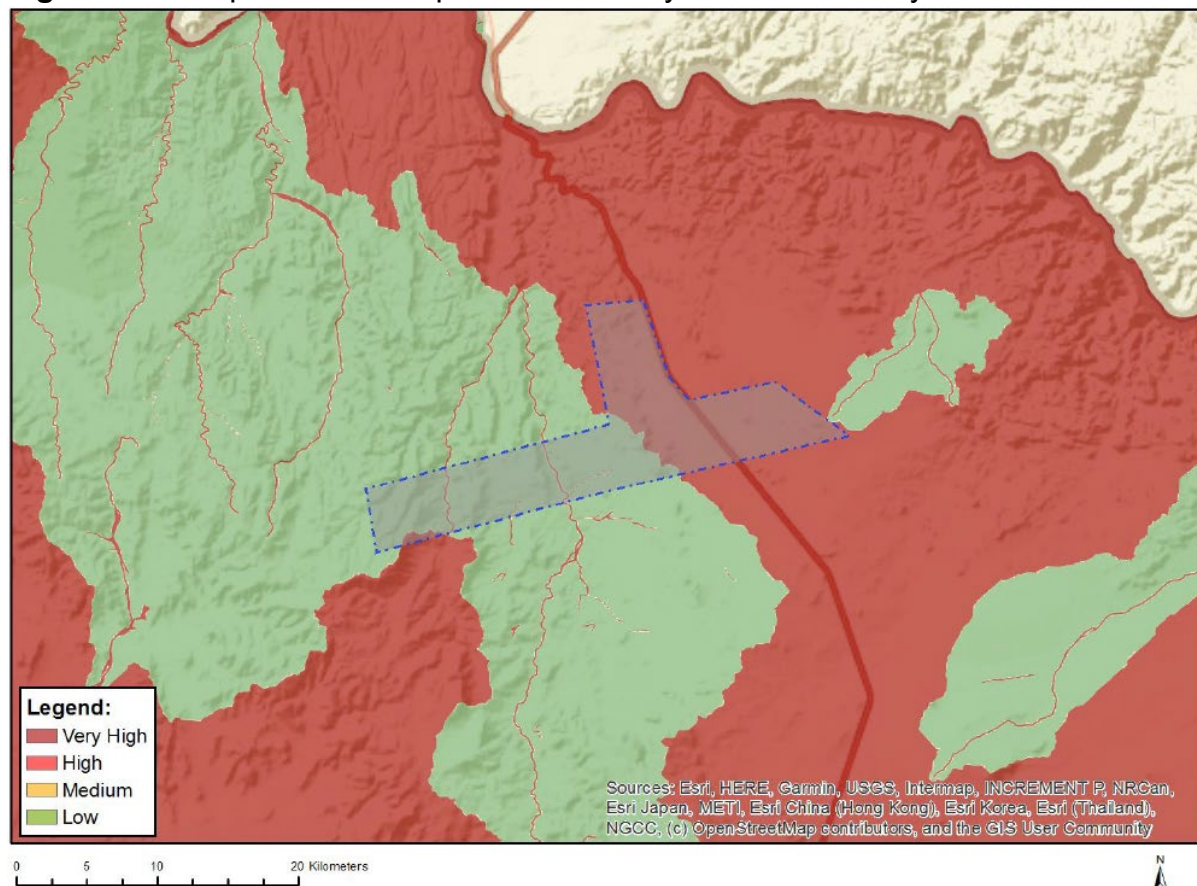 Legend:
Very High
High
Medium
Low
Sources: Esri, HERE, Garmin, USGS, Intermap, INCREMENT P, NRCan,
Esri Japan, METI, Esri China (Hong Kong), Esri Korea, Esri (Thailand),
NGCC, (c) OpenStreetMap contributors, and the GIS User Community
0 5 10 20 Kilometers
N